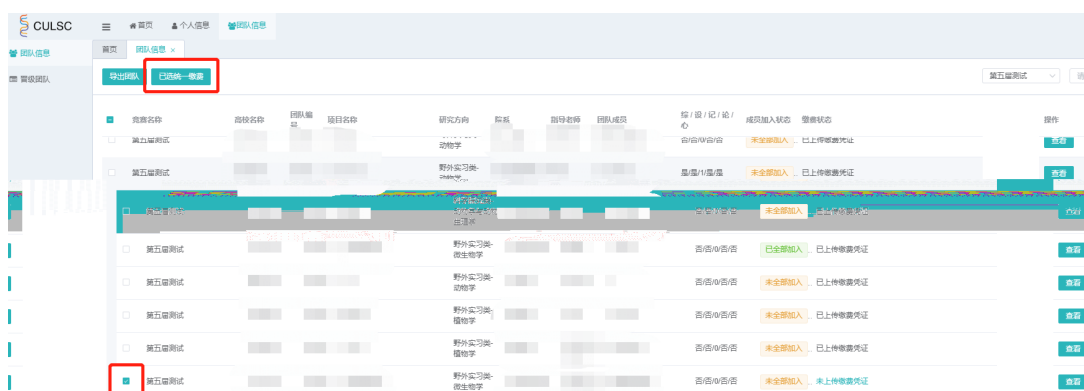 CULSC 首页 个人信息 团队信息
团队信息 首页 团队信息 ×
晋级团队 导出团队 已选统一缴费 第五届测试 请
竞赛名称 高校名称 团队编号 项目名称 研究方向 院系 指导老师 团队成员 综/设/记/论/心 成员加入状态 缴费状态 操作
第五届测试 动物学 否/否/0/否/否 未全部加入 已上传缴费凭证 查看
第五届测试 野外实习类-动物学 是/是/1/是/是 未全部加入 已上传缴费凭证 查看
未全部加入
第五届测试 野外实习类-微生物学 否/否/0/否/否 已全部加入 已上传缴费凭证 查看
第五届测试 野外实习类-动物学 否/否/0/否/否 未全部加入 已上传缴费凭证 查看
第五届测试 野外实习类-植物学 否/否/0/否/否 未全部加入 已上传缴费凭证 查看
第五届测试 野外实习类-植物学 否/否/0/否/否 未全部加入 已上传缴费凭证 查看
第五届测试 野外实习类-微生物学 否/否/0/否/否 未全部加入 未上传缴费凭证 查看